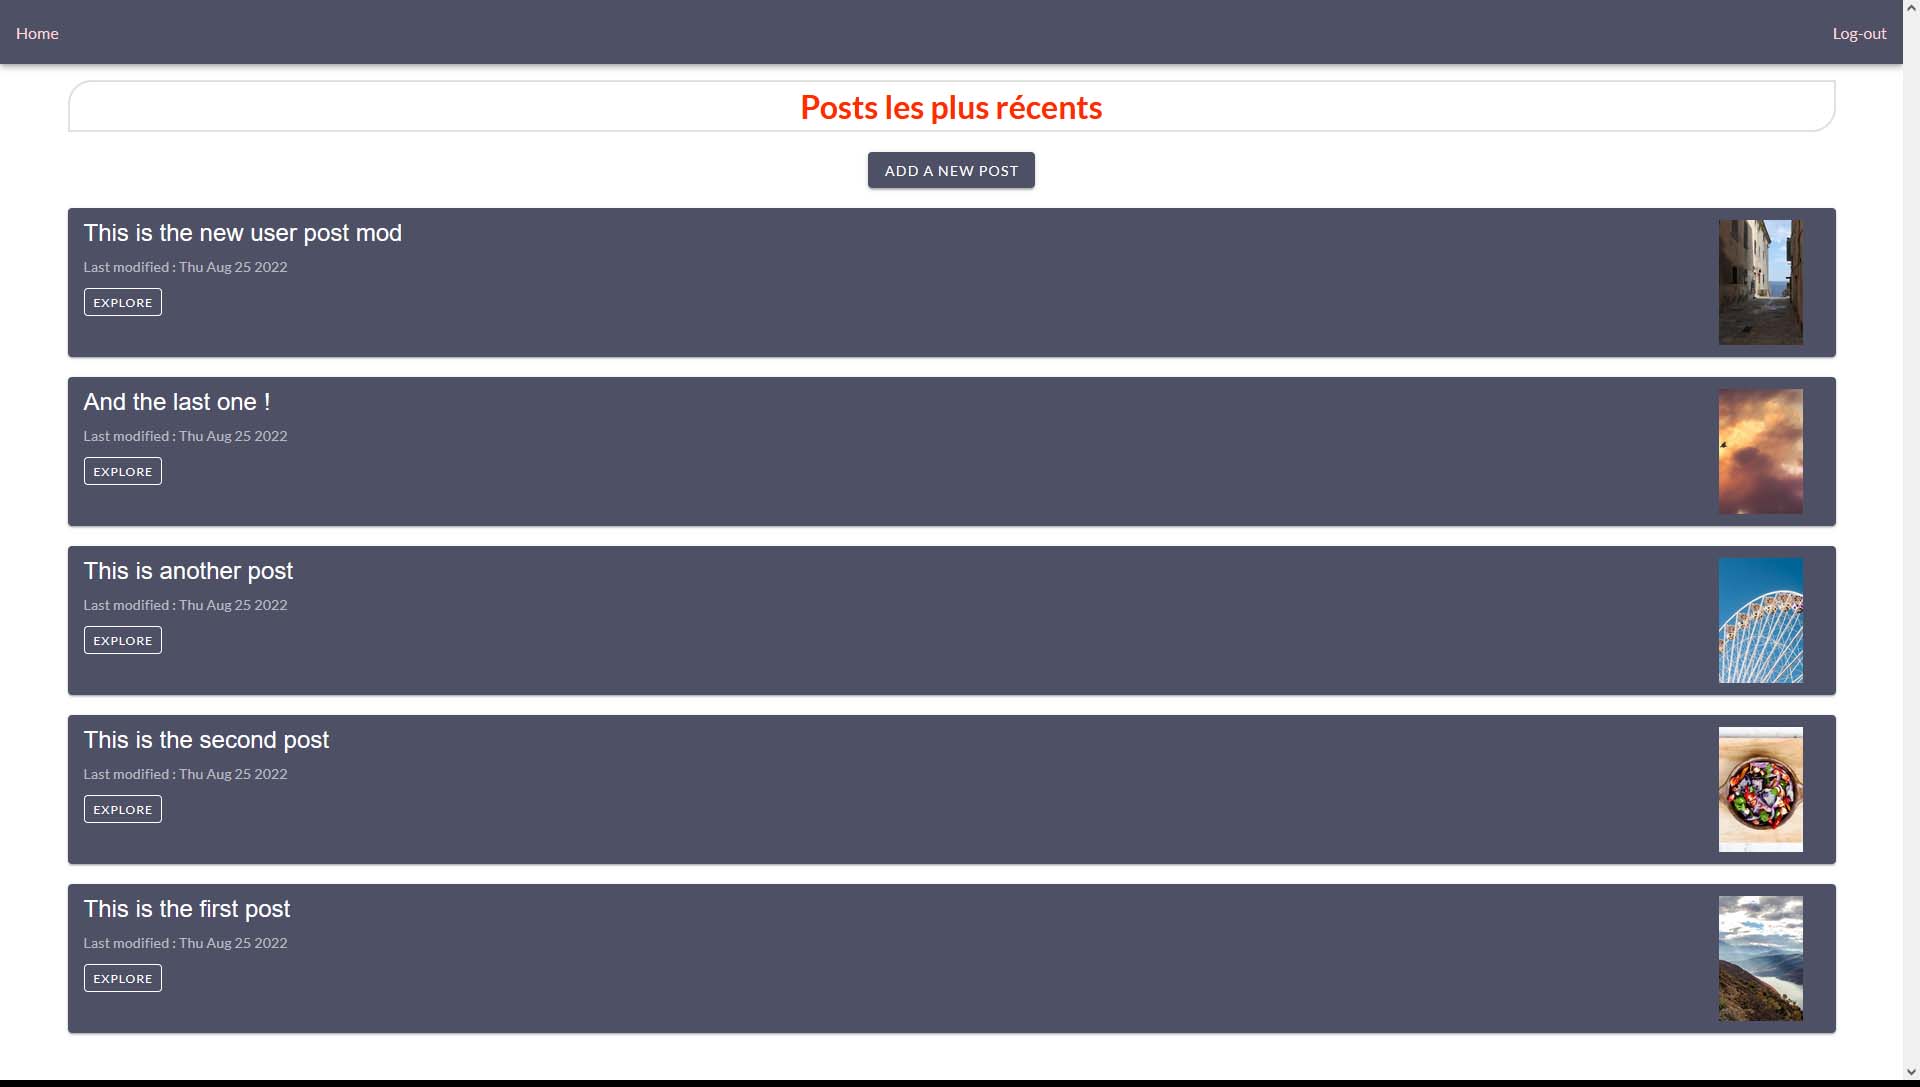 Home
Log-out
Posts les plus récents
ADD A NEW POST
This is the new user post mod
Last modified : Thu Aug 25 2022
EXPLORE
And the last one !
Last modified : Thu Aug 25 2022
EXPLORE
This is another post
Last modified : Thu Aug 25 2022
EXPLORE
This is the second post
Last modified : Thu Aug 25 2022
EXPLORE
This is the first post
Last modified : Thu Aug 25 2022
EXPLORE